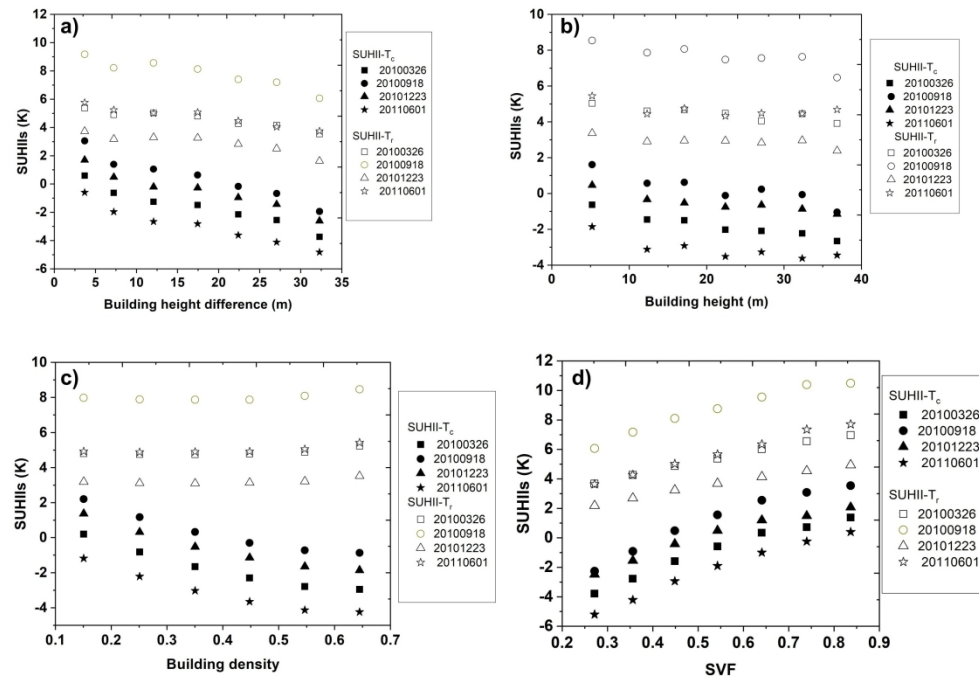 a)
12
10
8
6
4
2
0
-2
-4
-6
SUHIIs (K)
0 5 10 15 20 25 30 35
Building height difference (m)
SUHII-Tc
20100326
20100918
20101223
20110601
SUHII-Tr
20100326
20100918
20101223
20110601
b)
10
8
6
4
2
0
-2
-4
SUHIIs (K)
0 10 20 30 40
Building height (m)
SUHII-Tc
20100326
20100918
20101223
20110601
SUHII-Tr
20100326
20100918
20101223
20110601
c)
10
8
6
4
2
0
-2
-4
SUHIIs (K)
0.1 0.2 0.3 0.4 0.5 0.6 0.7
Building density
SUHII-Tc
20100326
20100918
20101223
20110601
SUHII-Tr
20100326
20100918
20101223
20110601
d)
12
10
8
6
4
2
0
-2
-4
-6
SUHIIs (K)
0.2 0.3 0.4 0.5 0.6 0.7 0.8 0.9
SVF
SUHII-Tc
20100326
20100918
20101223
20110601
SUHII-Tr
20100326
20100918
20101223
20110601